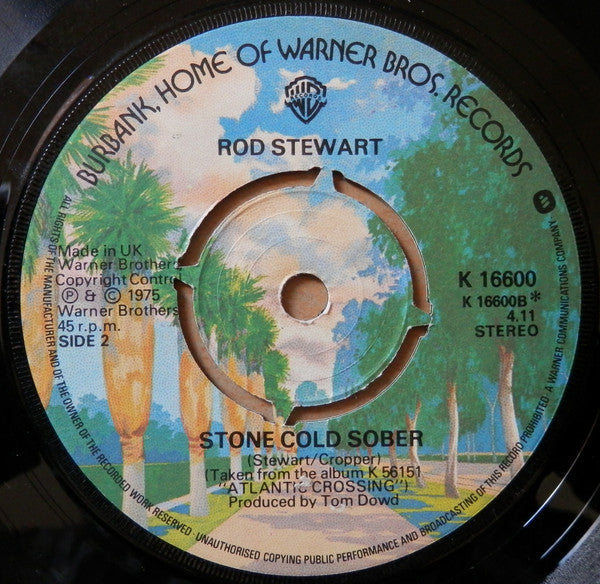 BURBANK, HOME OF WARNER BROS. RECORDS
WB
RECORDS
ROD STEWART
Made in UK
Warner Brothers
Copyright Control
Ⓟ & © 1975
Warner Brothers
45 r.p.m.
SIDE 2
K 16600
K 16600B*
4.11
STEREO
STONE COLD SOBER
(Stewart/Cropper)
(Taken from the album K 56151
ATLANTIC CROSSING")
Produced by Tom Dowd
ALL RIGHTS OF THE MANUFACTURER AND OF THE OWNER OF THE RECORDED WORK RESERVED · UNAUTHORISED COPYING PUBLIC PERFORMANCE AND BROADCASTING OF THIS RECORD PROHIBITED · A WARNER COMMUNICATIONS COMPANY